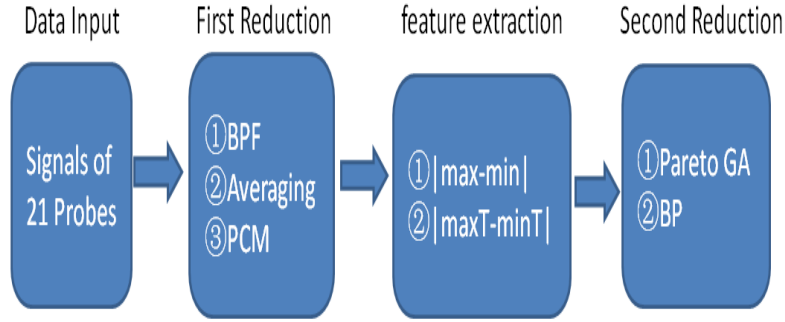 Data Input
First Reduction
feature extraction
Second Reduction
Signals of
21 Probes
①BPF
②Averaging
③PCM
①|max-min|
②|maxT-minT|
①Pareto GA
②BP